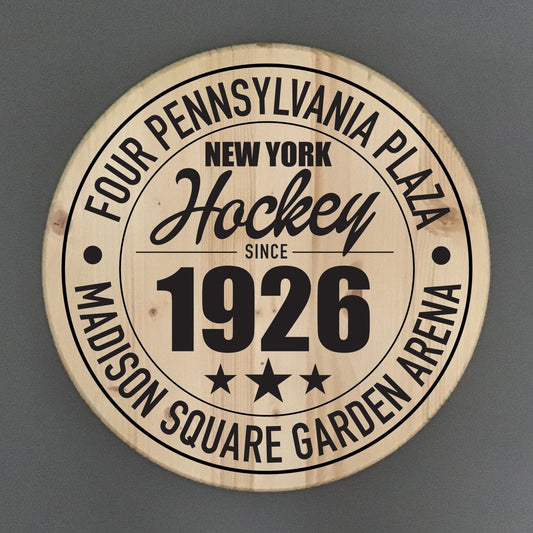 FOUR PENNSYLVANIA PLAZA
NEW YORK
Hockey
SINCE
1926
MADISON SQUARE GARDEN ARENA